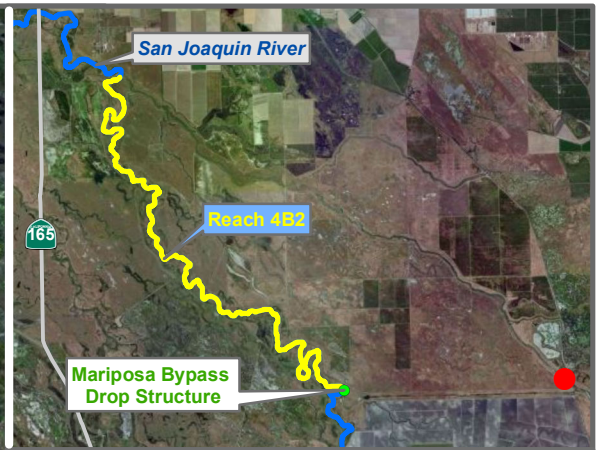 San Joaquin River
Reach 4B2
165
Mariposa Bypass
Drop Structure